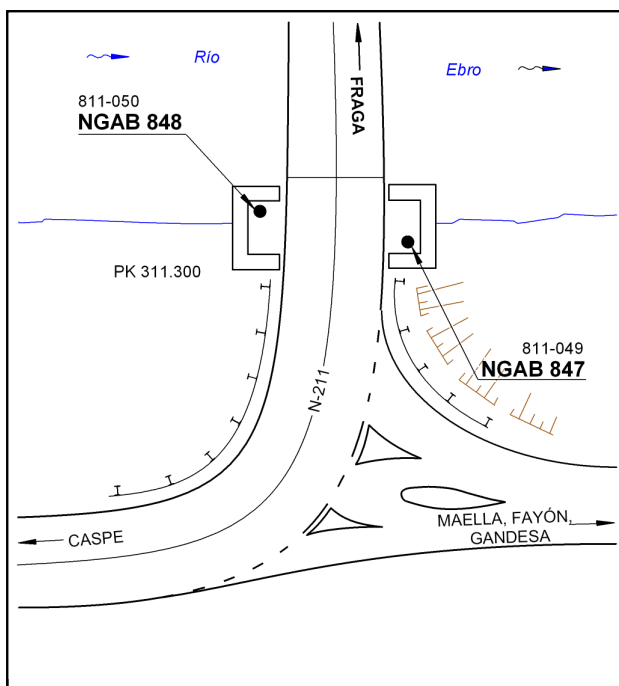 Río
Ebro
FRAGA
811-050
NGAB 848
PK 311.300
811-049
NGAB 847
N-211
CASPE
MAELLA, FAYÓN,
GANDESA